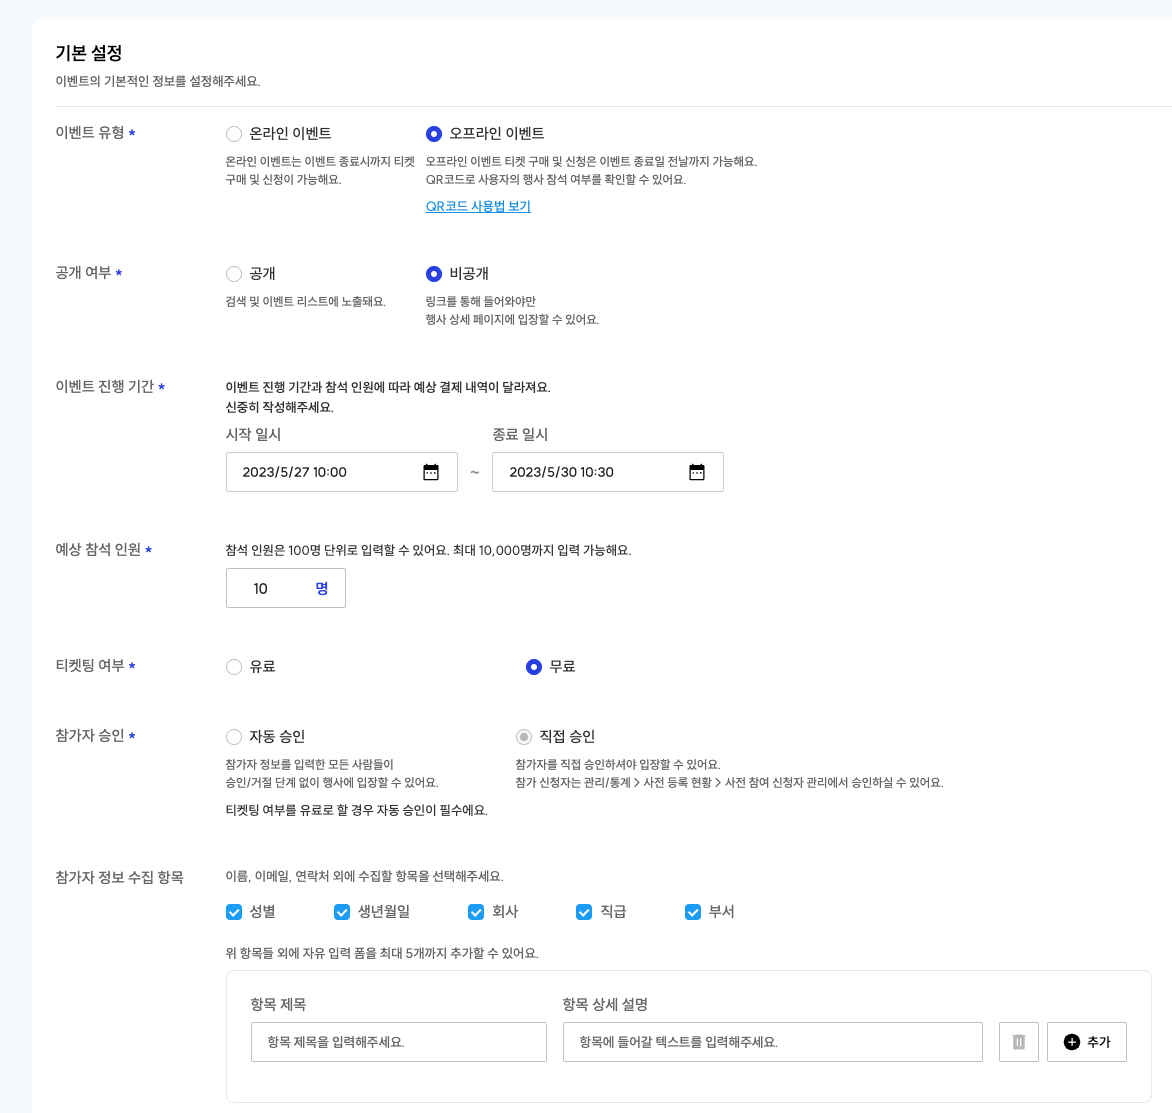 기본 설정
이벤트의 기본적인 정보를 설정해주세요.
이벤트 유형 *
온라인 이벤트
온라인 이벤트는 이벤트 종료시까지 티켓
구매 및 신청이 가능해요.
오프라인 이벤트
오프라인 이벤트 티켓 구매 및 신청은 이벤트 종료일 전날까지 가능해요.
QR코드로 사용자의 행사 참석 여부를 확인할 수 있어요.
QR코드 사용법 보기
공개 여부 *
공개
검색 및 이벤트 리스트에 노출돼요.
비공개
링크를 통해 들어와야만
행사 상세 페이지에 입장할 수 있어요.
이벤트 진행 기간 *
이벤트 진행 기간과 참석 인원에 따라 예상 결제 내역이 달라져요.
신중히 작성해주세요.
시작 일시
2023/5/27 10:00
~
종료 일시
2023/5/30 10:30
예상 참석 인원 *
참석 인원은 100명 단위로 입력할 수 있어요. 최대 10,000명까지 입력 가능해요.
10 명
티켓팅 여부 *
유료
무료
참가자 승인 *
자동 승인
참가자 정보를 입력한 모든 사람들이
승인/거절 단계 없이 행사에 입장할 수 있어요.
티켓팅 여부를 유료로 할 경우 자동 승인이 필수에요.
직접 승인
참가자를 직접 승인하셔야 입장할 수 있어요.
참가 신청자는 관리/통계 > 사전 등록 현황 > 사전 참여 신청자 관리에서 승인하실 수 있어요.
참가자 정보 수집 항목
이름, 이메일, 연락처 외에 수집할 항목을 선택해주세요.
성별 생년월일 회사 직급 부서
위 항목들 외에 자유 입력 폼을 최대 5개까지 추가할 수 있어요.
항목 제목
항목 제목을 입력해주세요.
항목 상세 설명
항목에 들어갈 텍스트를 입력해주세요.
추가